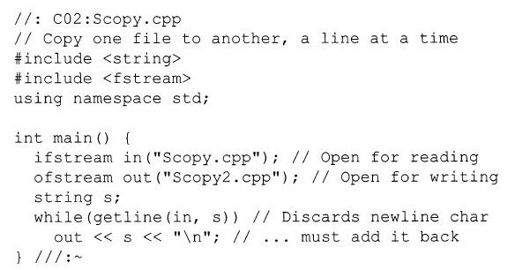 //: C02:Scopy.cpp
// Copy one file to another, a line at a time
#include <string>
#include <fstream>
using namespace std;

int main() {
  ifstream in("Scopy.cpp"); // Open for reading
  ofstream out("Scopy2.cpp"); // Open for writing
  string s;
  while(getline(in, s)) // Discards newline char
    out << s << "\n"; // ... must add it back
} ///:~